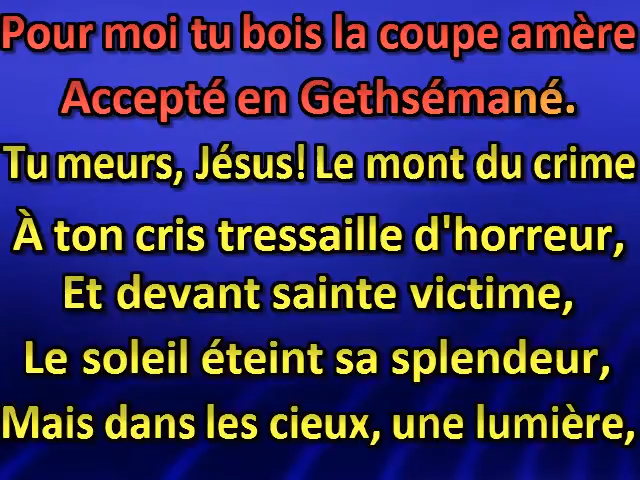 Pour moi tu bois la coupe amère
Accepté en Gethsémané.
Tu meurs, Jésus! Le mont du crime
À ton cris tressaille d'horreur,
Et devant sainte victime,
Le soleil éteint sa splendeur,
Mais dans les cieux, une lumière,